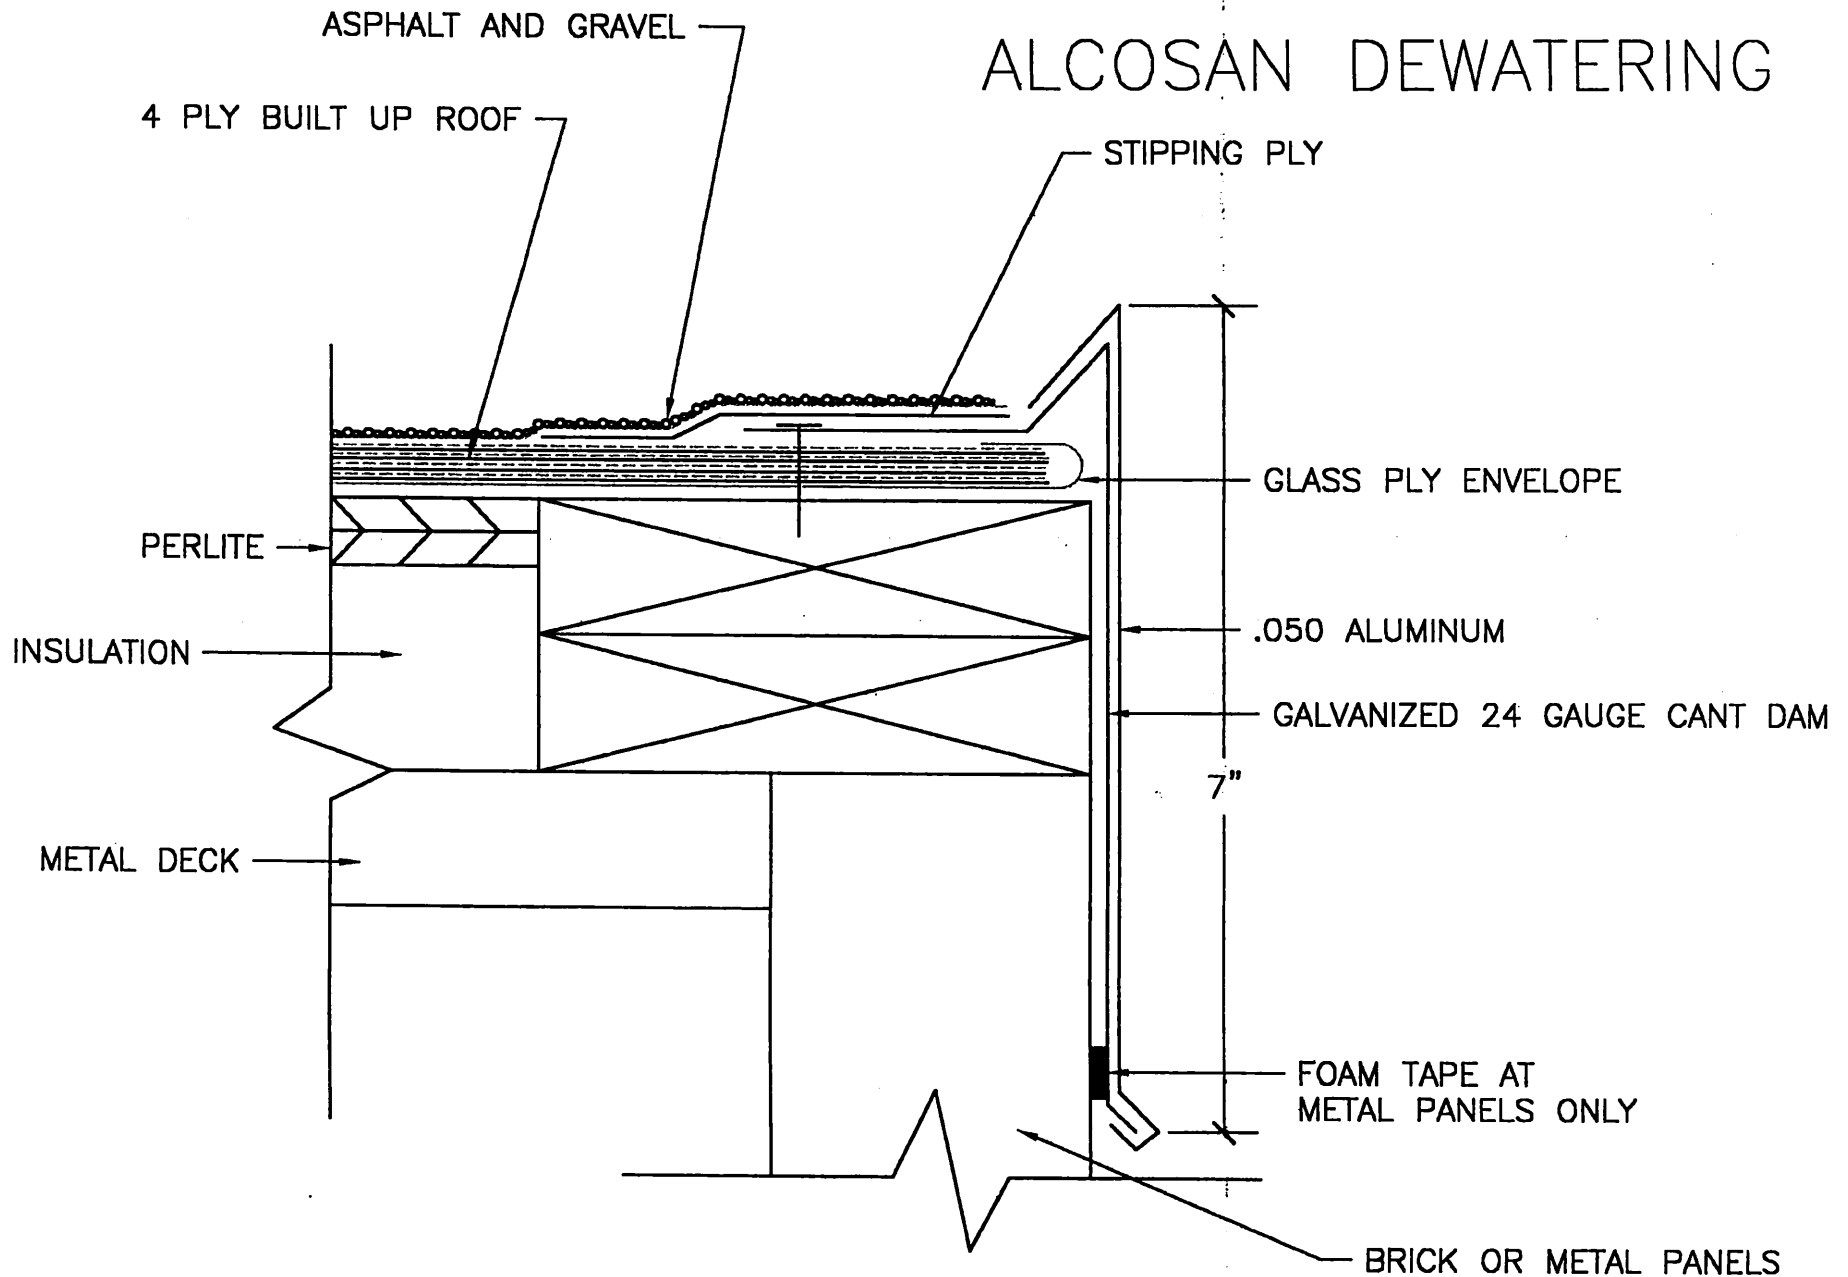 ASPHALT AND GRAVEL
ALCOSAN DEWATERING
4 PLY BUILT UP ROOF
STIPPING PLY
GLASS PLY ENVELOPE
PERLITE
.050 ALUMINUM
INSULATION
GALVANIZED 24 GAUGE CANT DAM
7"
METAL DECK
FOAM TAPE AT
METAL PANELS ONLY
BRICK OR METAL PANELS